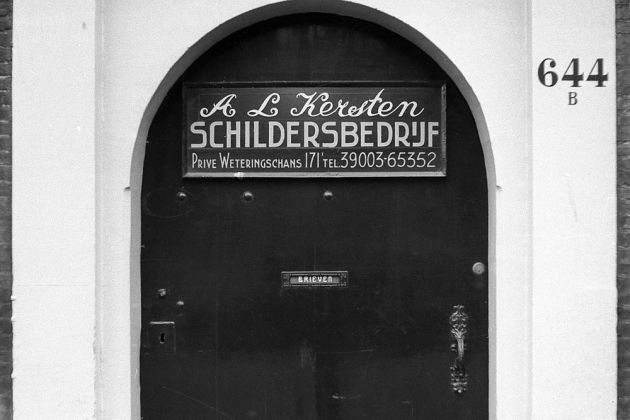 A L Kersten
SCHILDERSBEDRIJF
PRIVE WETERINGSCHANS 171' TEL. 39003-65352
644
B
BRIEVEN